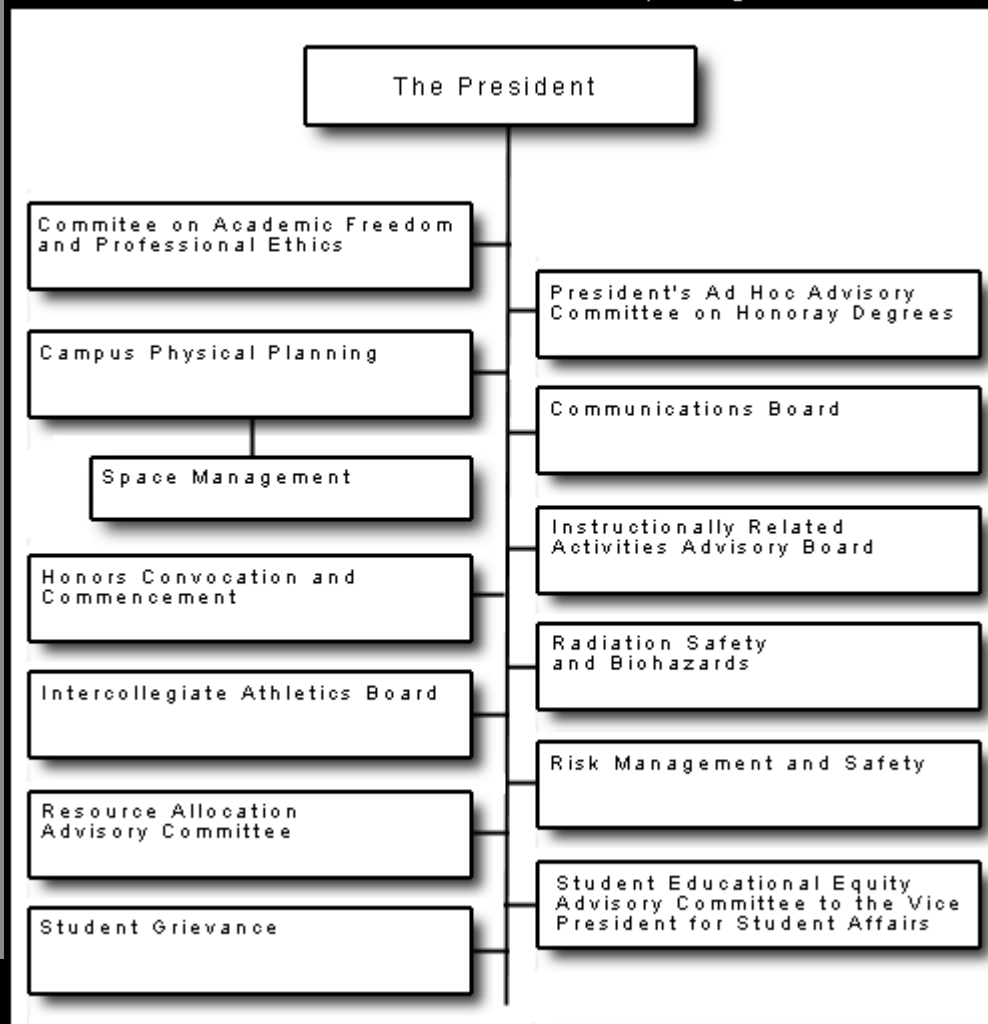 The President
Commitee on Academic Freedom
and Professional Ethics
President's Ad Hoc Advisory
Committee on Honoray Degrees
Campus Physical Planning
Communications Board
Space Management
Instructionally Related
Activities Advisory Board
Honors Convocation and
Commencement
Radiation Safety
and Biohazards
Intercollegiate Athletics Board
Risk Management and Safety
Resource Allocation
Advisory Committee
Student Educational Equity
Advisory Committee to the Vice
President for Student Affairs
Student Grievance